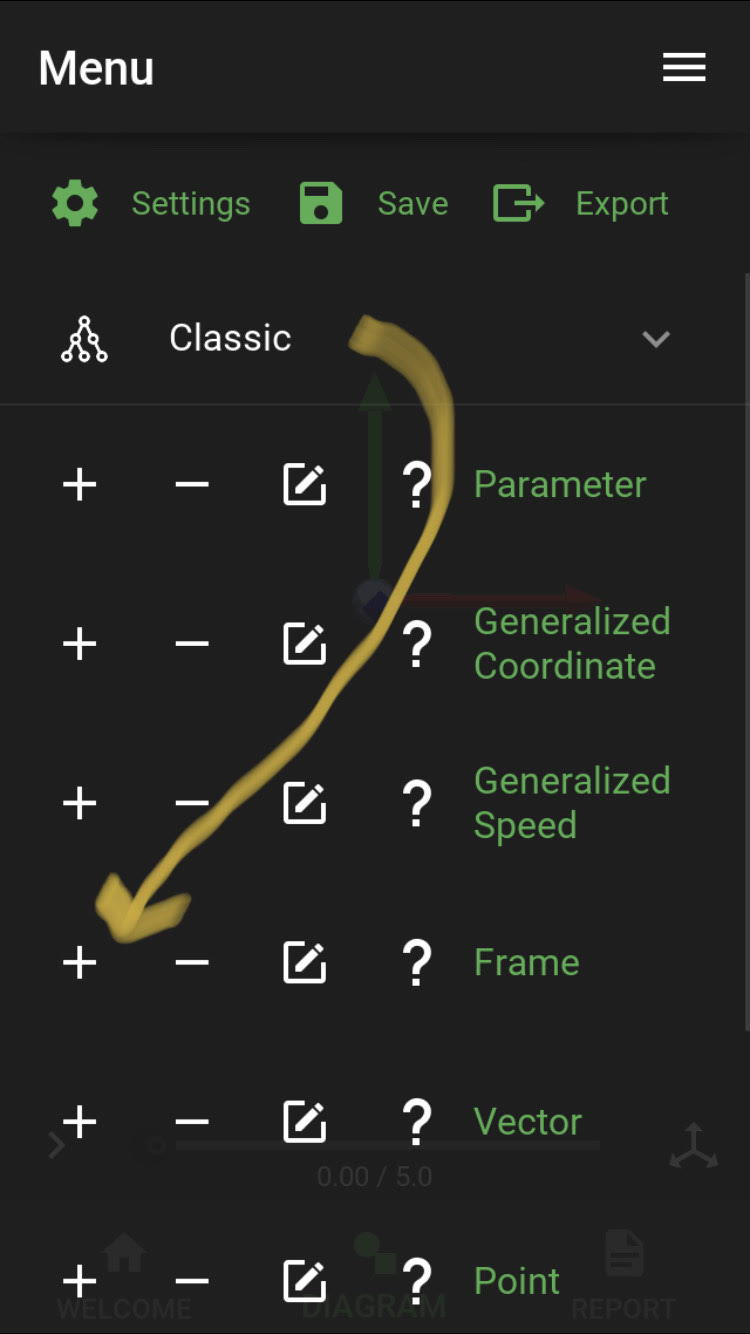 Menu
Settings Save Export
Classic
+ − ? Parameter
+ − ? Generalized
Coordinate
+ − ? Generalized
Speed
+ − ? Frame
+ − ? Vector
0.00 / 5.0
+ − ? Point
WELCOME DIAGRAM REPORT